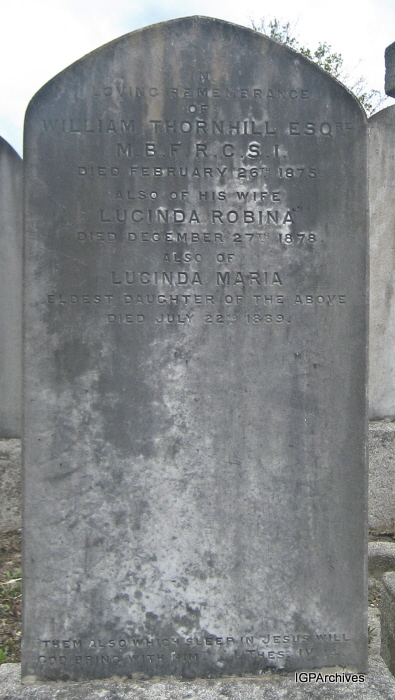 IN
LOVING REMEMBRANCE
OF
WILLIAM THORNHILL ESQRE
M.B.F.R.C.S.I.
DIED FEBRUARY 26TH 1875
ALSO OF HIS WIFE
LUCINDA ROBINA
DIED DECEMBER 27TH 1878.
ALSO OF
LUCINDA MARIA
ELDEST DAUGHTER OF THE ABOVE
DIED JULY 22ND 1889.
THEM ALSO WHICH SLEEP IN JESUS WILL
GOD BRING WITH HIM THESS IV
IGPArchives